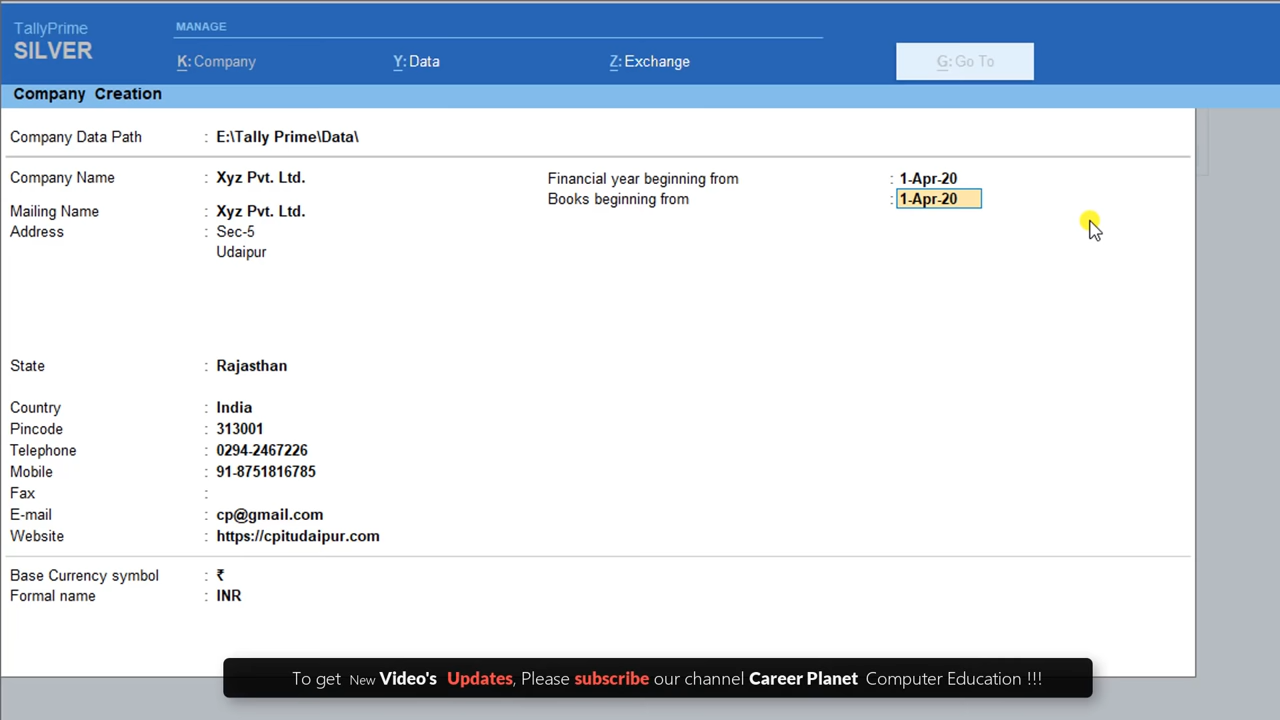 TallyPrime
SILVER
MANAGE
K: Company Y: Data Z: Exchange G: Go To
Company Creation
Company Data Path : E:\Tally Prime\Data\
Company Name : Xyz Pvt. Ltd. Financial year beginning from : 1-Apr-20
Books beginning from : 1-Apr-20
Mailing Name : Xyz Pvt. Ltd.
Address : Sec-5
Udaipur
State : Rajasthan
Country : India
Pincode : 313001
Telephone : 0294-2467226
Mobile : 91-8751816785
Fax :
E-mail : cp@gmail.com
Website : https://cpitudaipur.com
Base Currency symbol : ₹
Formal name : INR
To get New Video's Updates, Please subscribe our channel Career Planet Computer Education !!!